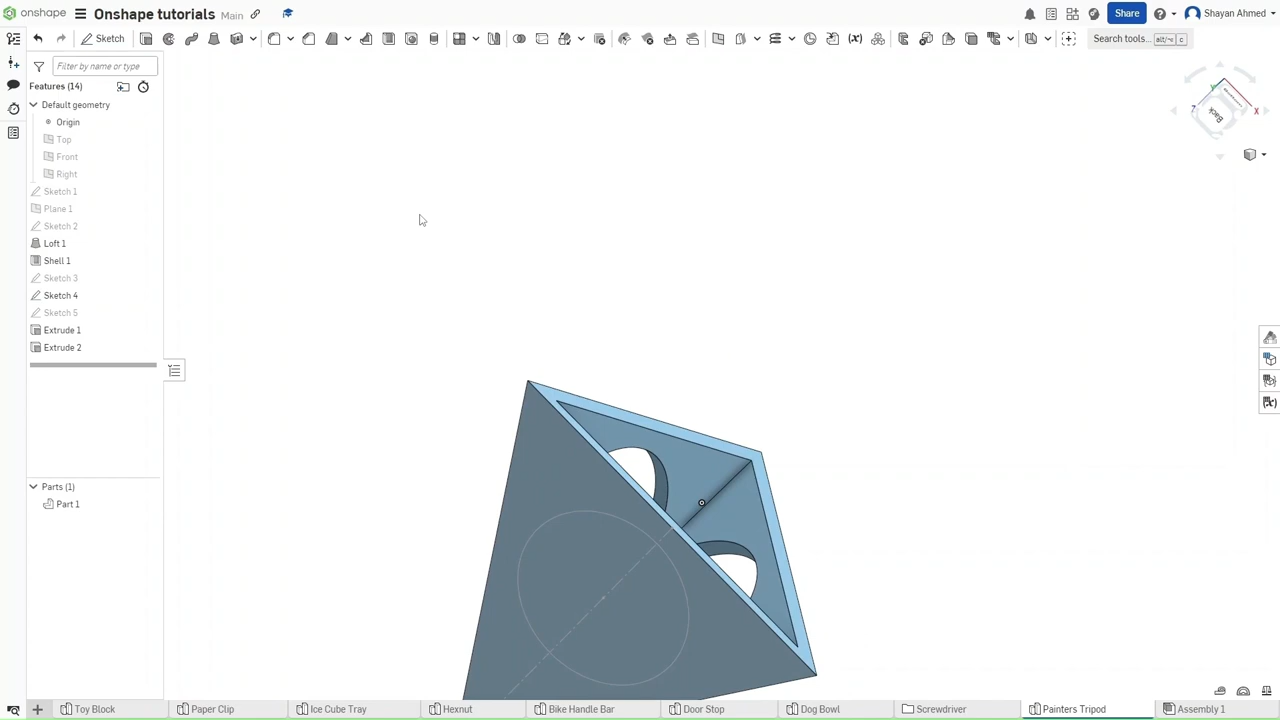 onshape
Onshape tutorials
Main
Share
Shayan Ahmed
Sketch
Search tools...
alt/⌥
c
Filter by name or type
Features (14)
Default geometry
Origin
Top
Front
Right
Sketch 1
Plane 1
Sketch 2
Loft 1
Shell 1
Sketch 3
Sketch 4
Sketch 5
Extrude 1
Extrude 2
Parts (1)
Part 1
Y
Z
X
Back
Toy Block
Paper Clip
Ice Cube Tray
Hexnut
Bike Handle Bar
Door Stop
Dog Bowl
Screwdriver
Painters Tripod
Assembly 1